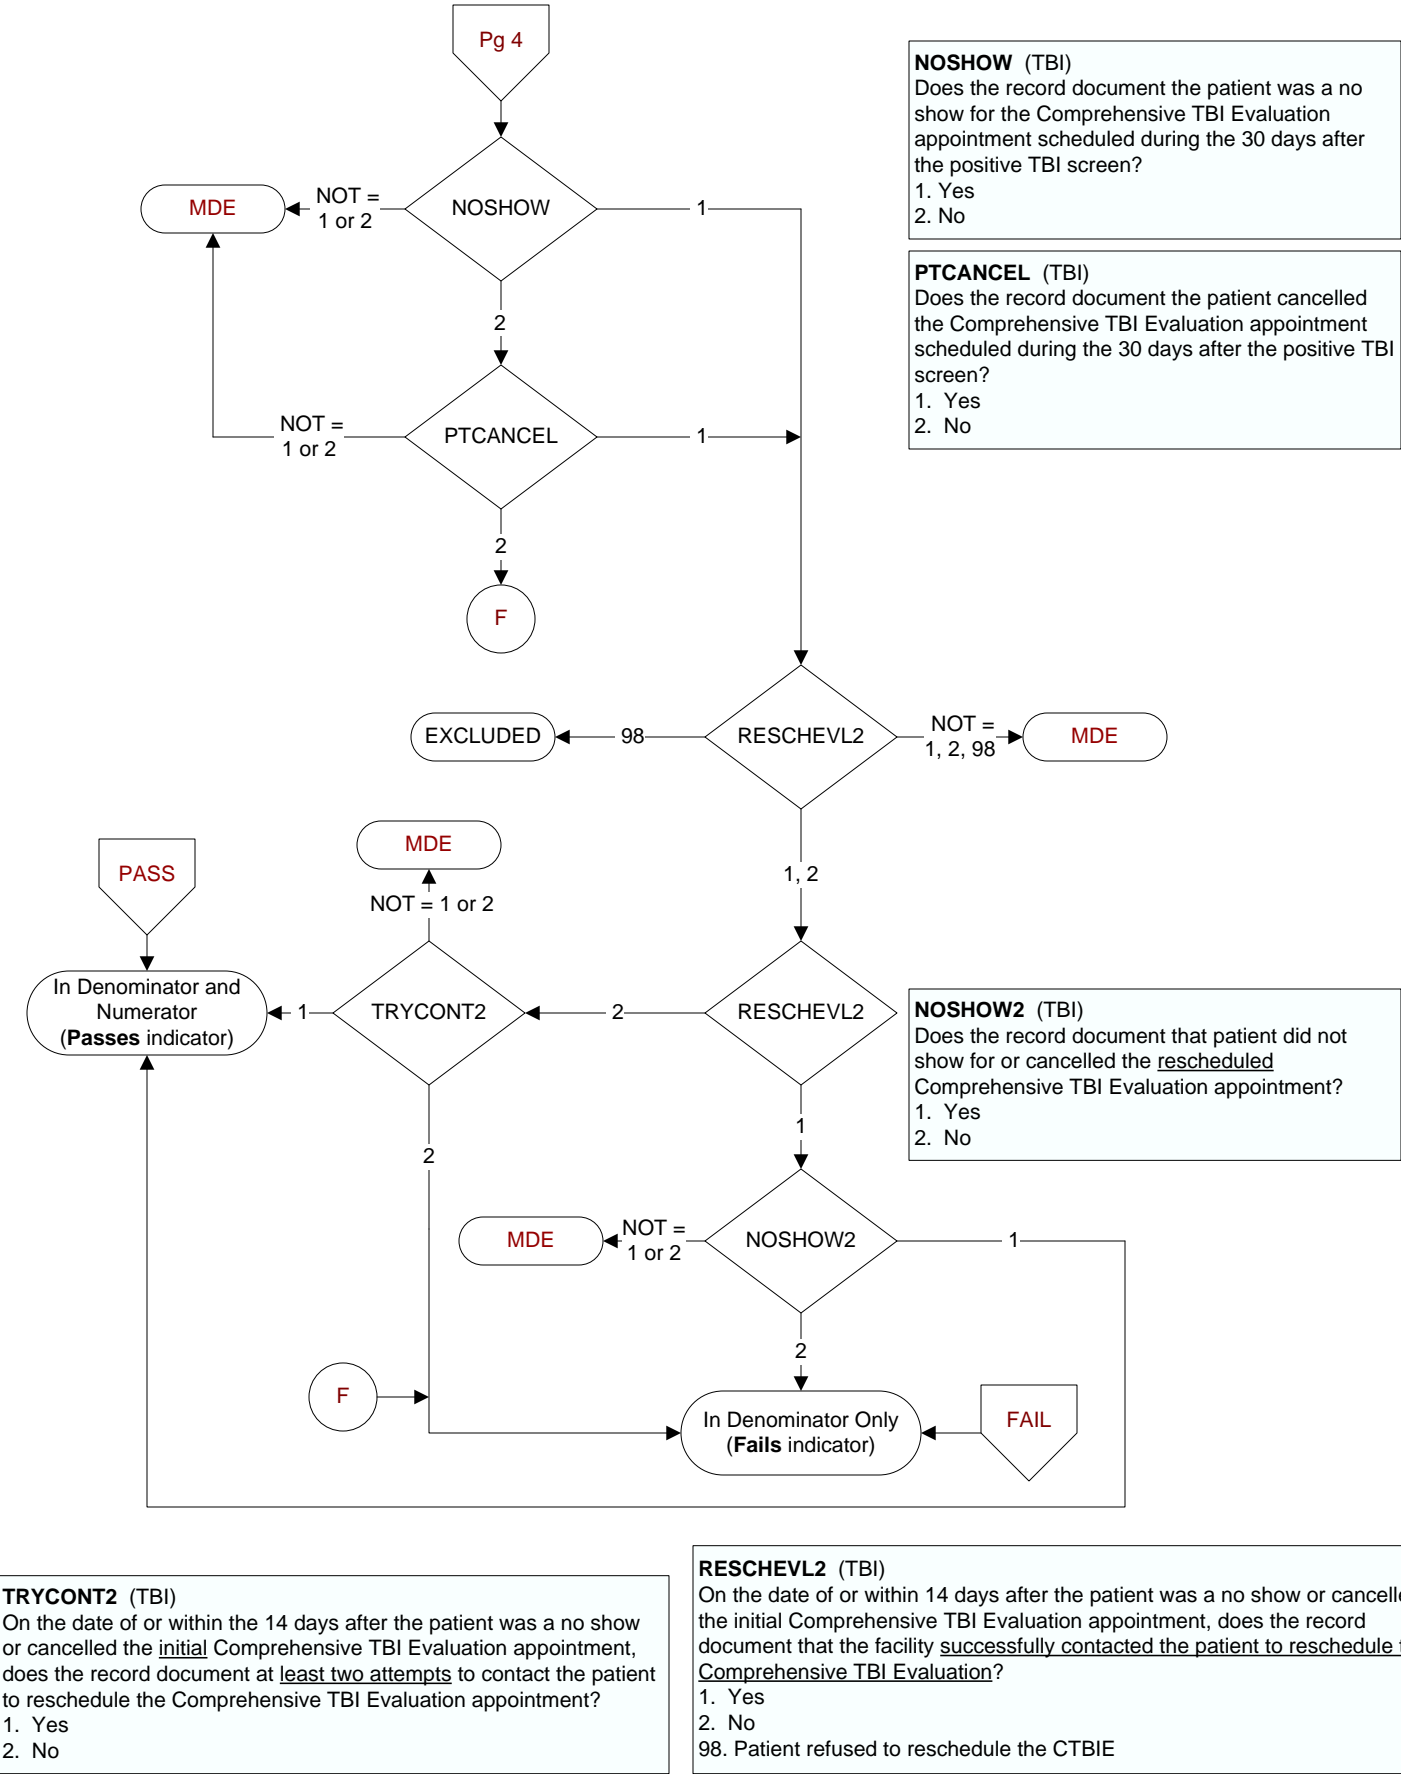 Pg 4
NOSHOW (TBI)
Does the record document the patient was a no
show for the Comprehensive TBI Evaluation
appointment scheduled during the 30 days after
the positive TBI screen?
1. Yes
2. No
MDE
NOT =
1 or 2
NOSHOW
1
PTCANCEL (TBI)
Does the record document the patient cancelled
the Comprehensive TBI Evaluation appointment
scheduled during the 30 days after the positive TBI
screen?
1. Yes
2. No
2
NOT =
1 or 2
PTCANCEL
1
2
F
EXCLUDED
98
RESCHEVL2
NOT =
1, 2, 98
MDE
1, 2
PASS
MDE
NOT = 1 or 2
In Denominator and
Numerator
(Passes indicator)
1
TRYCONT2
2
RESCHEVL2
NOSHOW2 (TBI)
Does the record document that patient did not
show for or cancelled the rescheduled
Comprehensive TBI Evaluation appointment?
1. Yes
2. No
1
2
MDE
NOT =
1 or 2
NOSHOW2
1
2
F
In Denominator Only
(Fails indicator)
FAIL
TRYCONT2 (TBI)
On the date of or within the 14 days after the patient was a no show
or cancelled the initial Comprehensive TBI Evaluation appointment,
does the record document at least two attempts to contact the patient
to reschedule the Comprehensive TBI Evaluation appointment?
1. Yes
2. No
RESCHEVL2 (TBI)
On the date of or within 14 days after the patient was a no show or
the initial Comprehensive TBI Evaluation appointment, does the record
document that the facility successfully contacted the patient to reschedule
Comprehensive TBI Evaluation?
1. Yes
2. No
98. Patient refused to reschedule the CTBIE